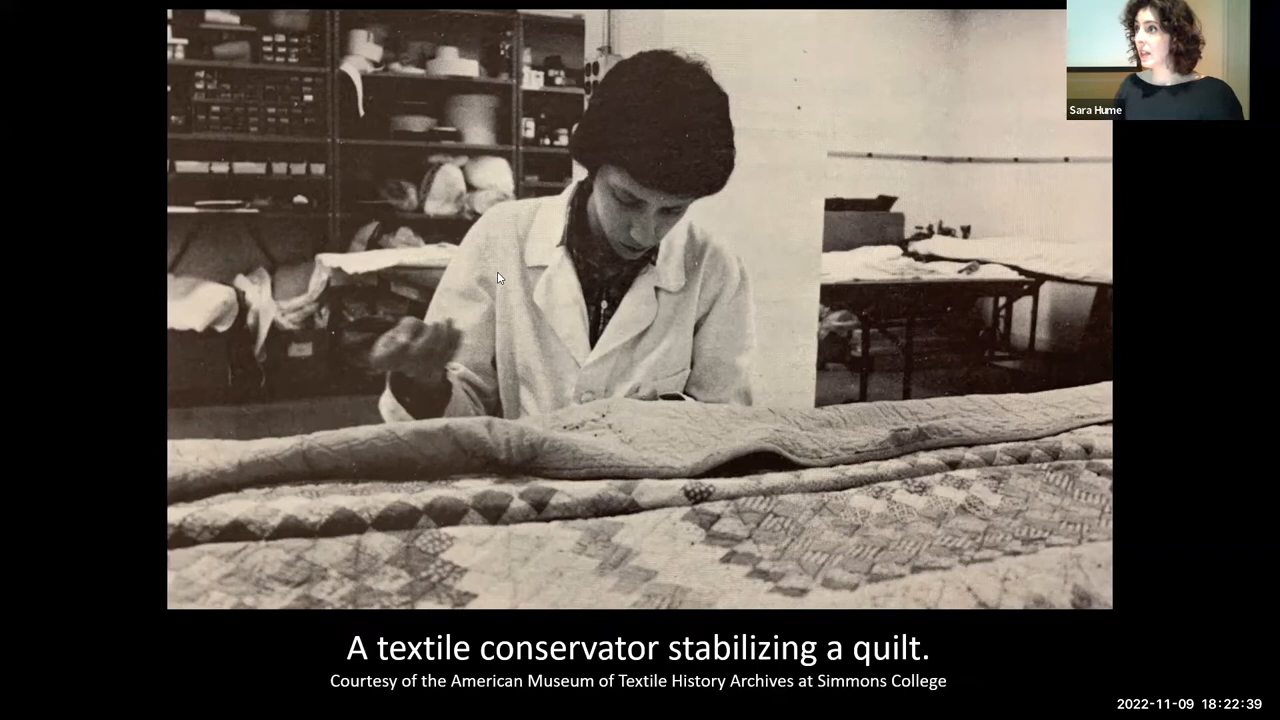 Sara Hume
A textile conservator stabilizing a quilt.
Courtesy of the American Museum of Textile History Archives at Simmons College
2022-11-09 18:22:39